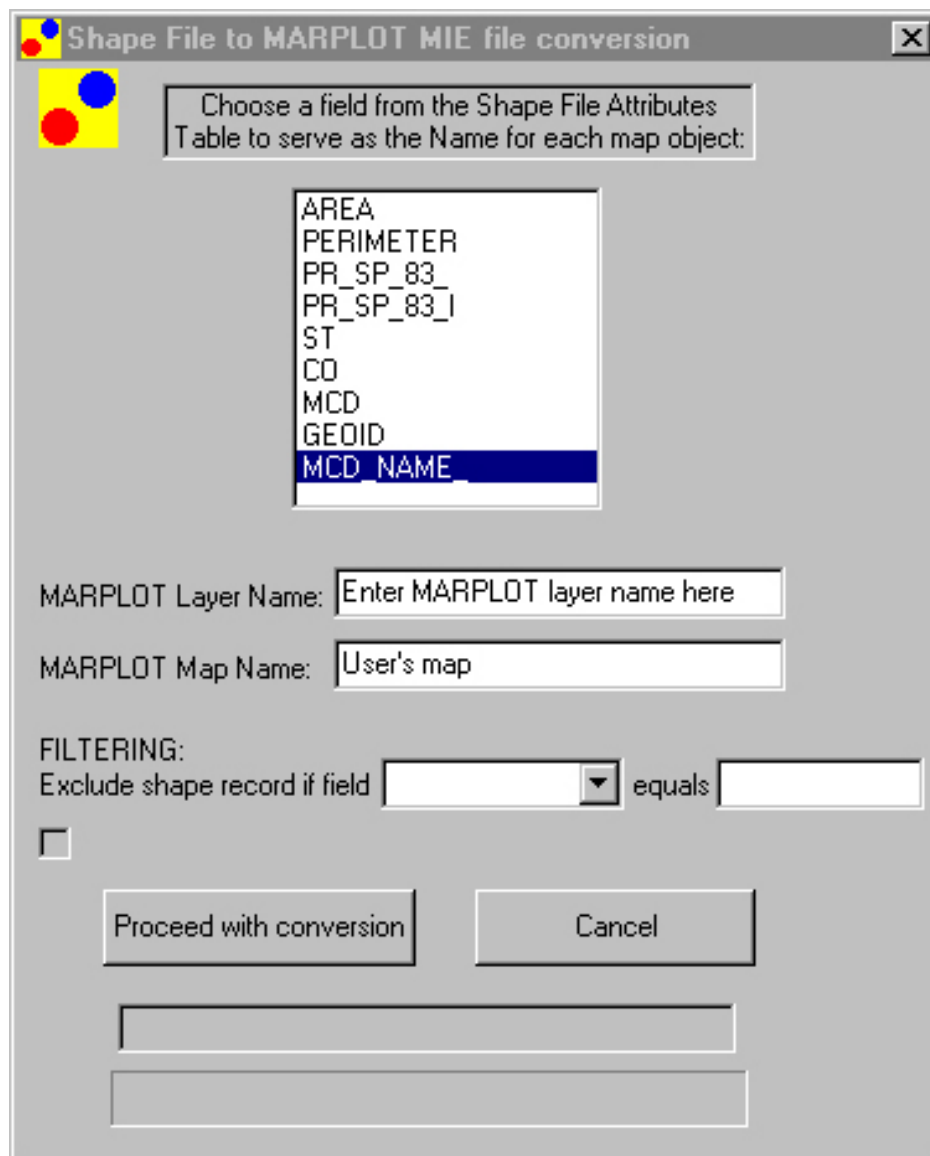 Shape File to MARPLOT MIE file conversion
Choose a field from the Shape File Attributes
Table to serve as the Name for each map object:
AREA
PERIMETER
PR_SP_83_
PR_SP_83_I
ST
CO
MCD
GEOID
MCD_NAME_
MARPLOT Layer Name: Enter MARPLOT layer name here
MARPLOT Map Name: User's map
FILTERING:
Exclude shape record if field equals
Proceed with conversion Cancel